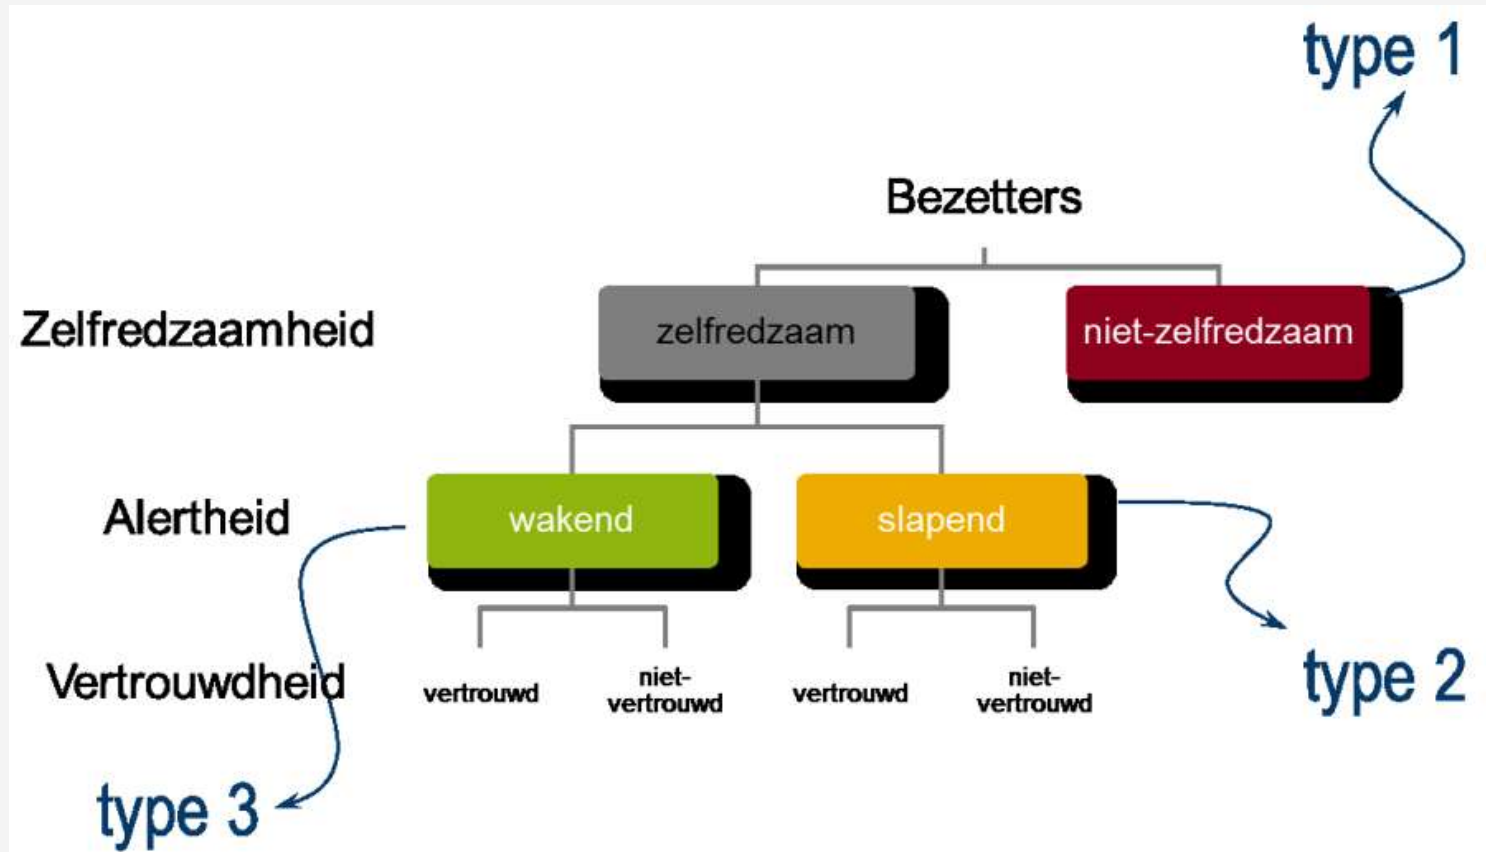 type 1
Bezetters
Zelfredzaamheid
zelfredzaam
niet-zelfredzaam
Alertheid
wakend
slapend
Vertrouwdheid
vertrouwd
niet-
vertrouwd
vertrouwd
niet-
vertrouwd
type 2
type 3